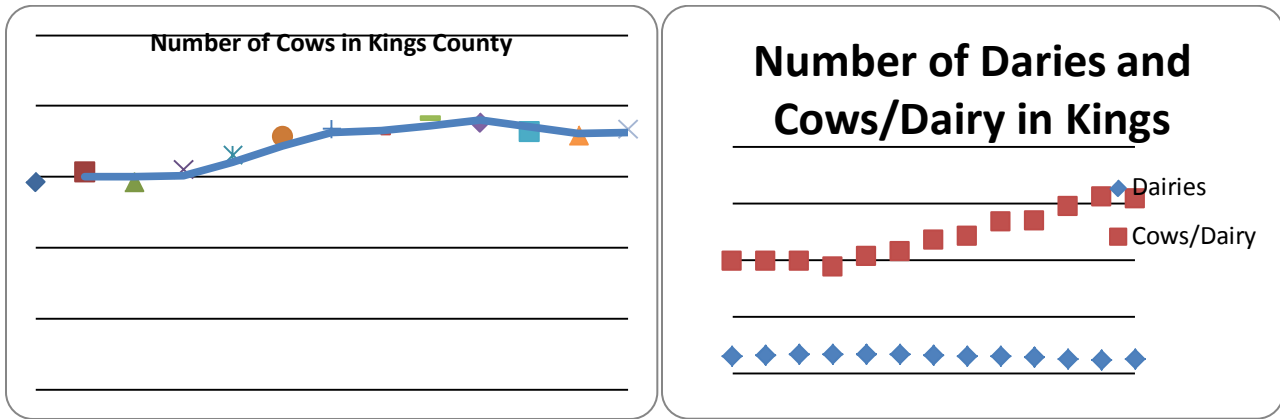 Number of Cows in Kings County
Number of Daries and
Cows/Dairy in Kings
Dairies
Cows/Dairy